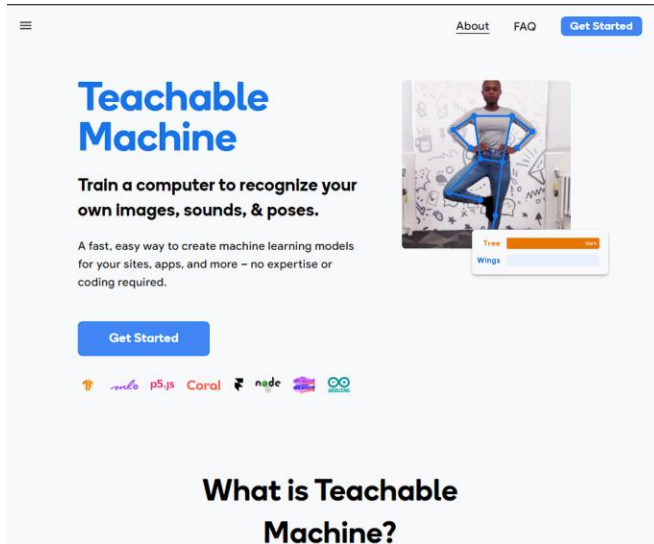 About FAQ Get Started
Teachable
Machine
Train a computer to recognize your
own images, sounds, & poses.
A fast, easy way to create machine learning models
for your sites, apps, and more – no expertise or
coding required.
Tree
Wings
Get Started
p5.js Coral node
ARDUINO
What is Teachable
Machine?